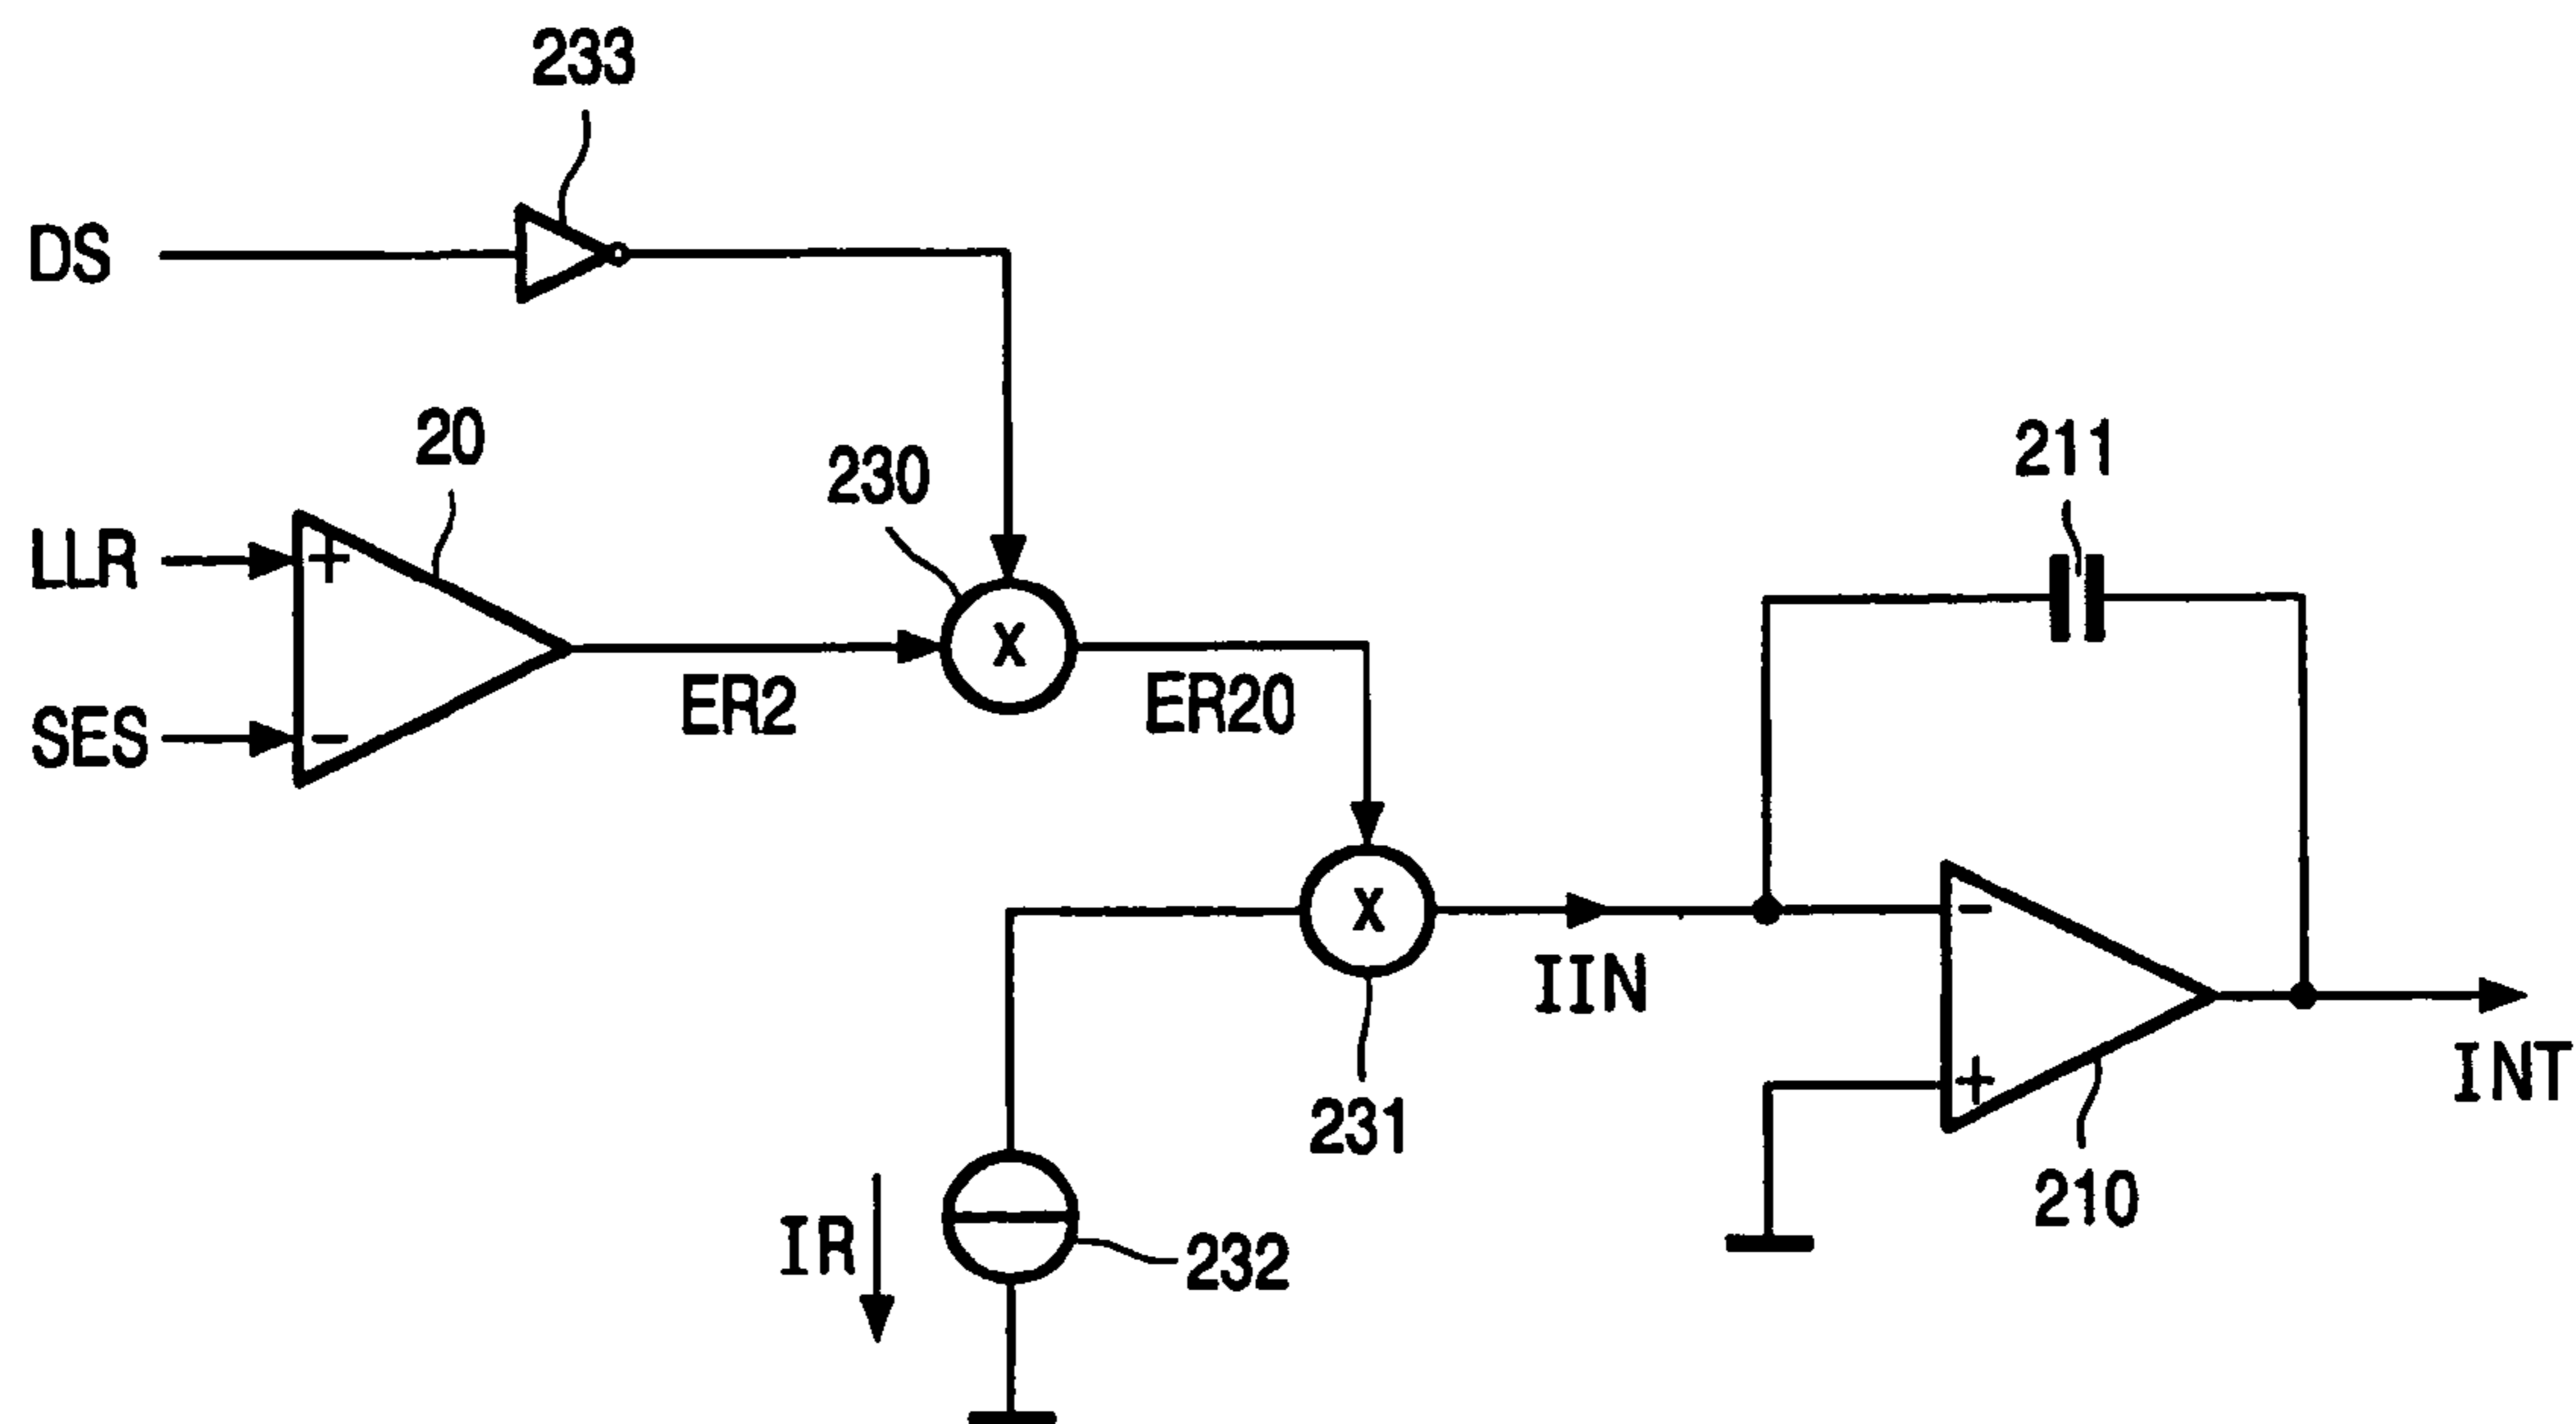 233
DS
20
230
211
LLR
+
X
SES
-
ER2
ER20
X
-
IIN
+
INT
231
210
IR
232